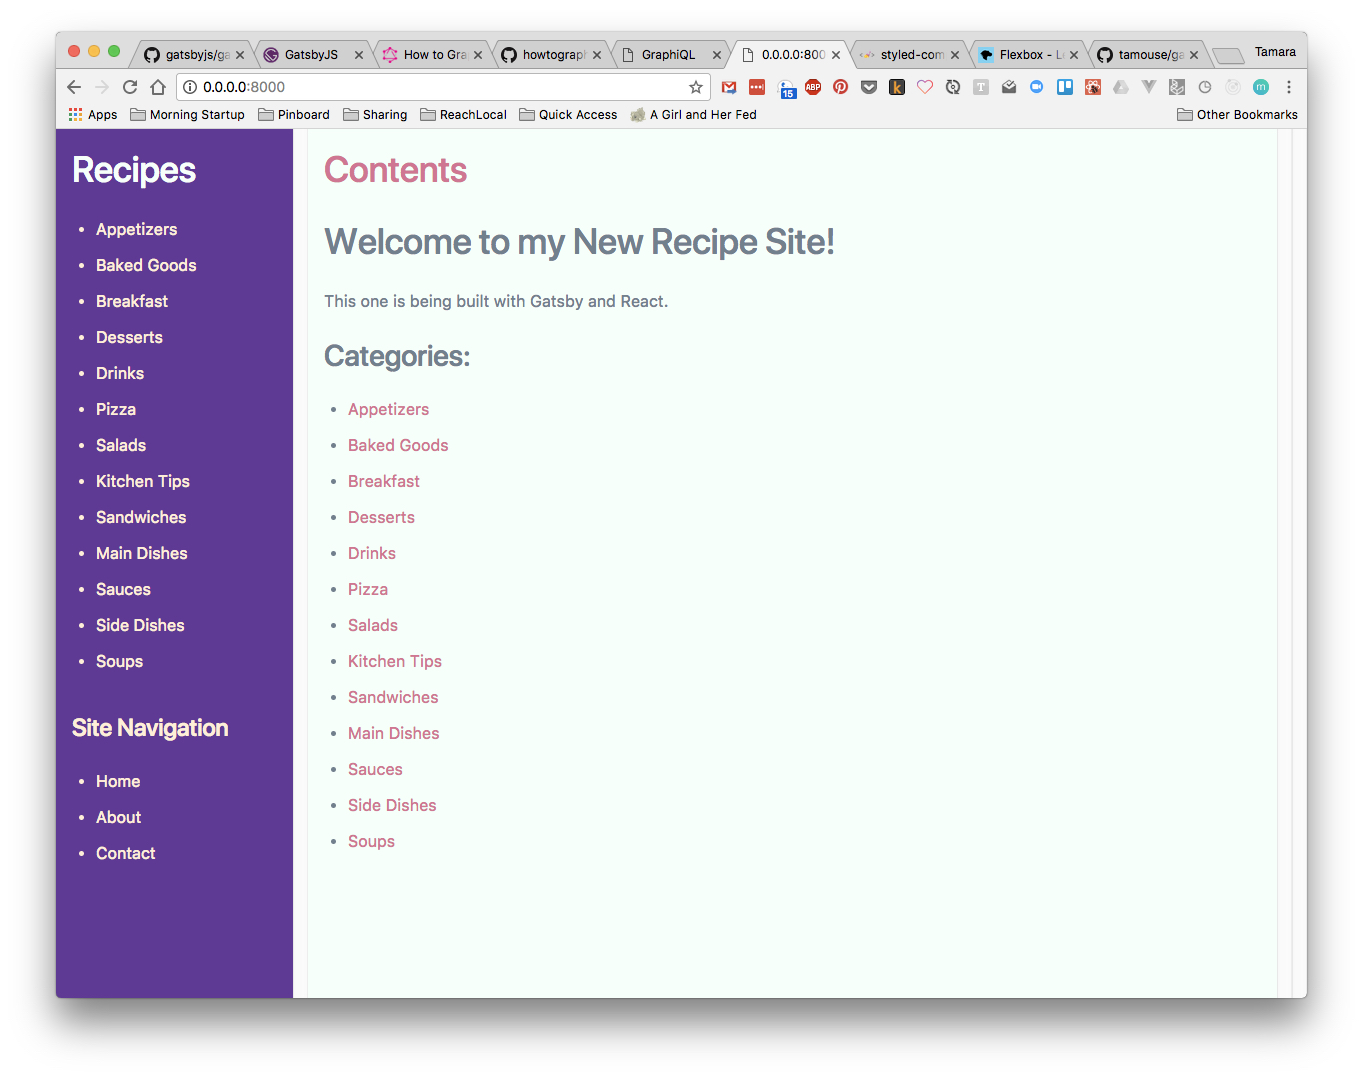 gatsbyjs/ga
GatsbyJS
How to Gra
howtograph
GraphiQL
0.0.0.0:800
styled-com
Flexbox - Le
tamouse/ga
Tamara
0.0.0.0:8000
ABP
15
k
T
m
Apps
Morning Startup
Pinboard
Sharing
ReachLocal
Quick Access
A Girl and Her Fed
Other Bookmarks
Recipes
Appetizers
Baked Goods
Breakfast
Desserts
Drinks
Pizza
Salads
Kitchen Tips
Sandwiches
Main Dishes
Sauces
Side Dishes
Soups
Site Navigation
Home
About
Contact
Contents
Welcome to my New Recipe Site!
This one is being built with Gatsby and React.
Categories:
Appetizers
Baked Goods
Breakfast
Desserts
Drinks
Pizza
Salads
Kitchen Tips
Sandwiches
Main Dishes
Sauces
Side Dishes
Soups